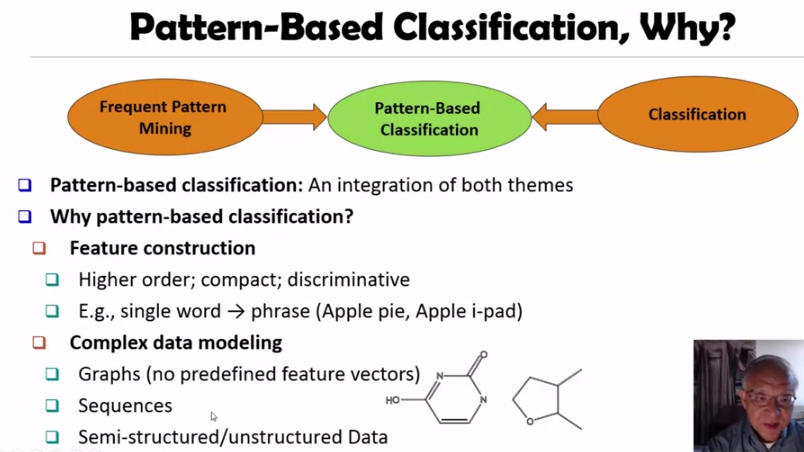 Pattern-Based Classification, Why?
Frequent Pattern
Mining
Pattern-Based
Classification
Classification
Pattern-based classification: An integration of both themes
Why pattern-based classification?
Feature construction
Higher order; compact; discriminative
E.g., single word → phrase (Apple pie, Apple i-pad)
Complex data modeling
Graphs (no predefined feature vectors)
Sequences
Semi-structured/unstructured Data
O
N
HO
N
O